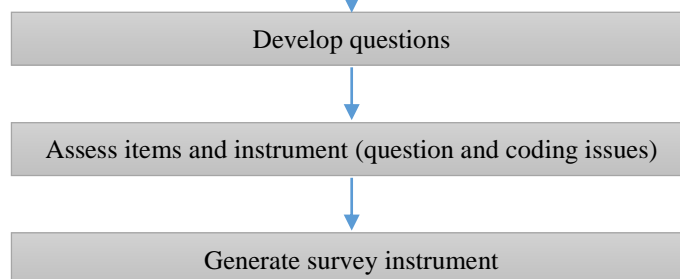 Develop questions
Assess items and instrument (question and coding issues)
Generate survey instrument